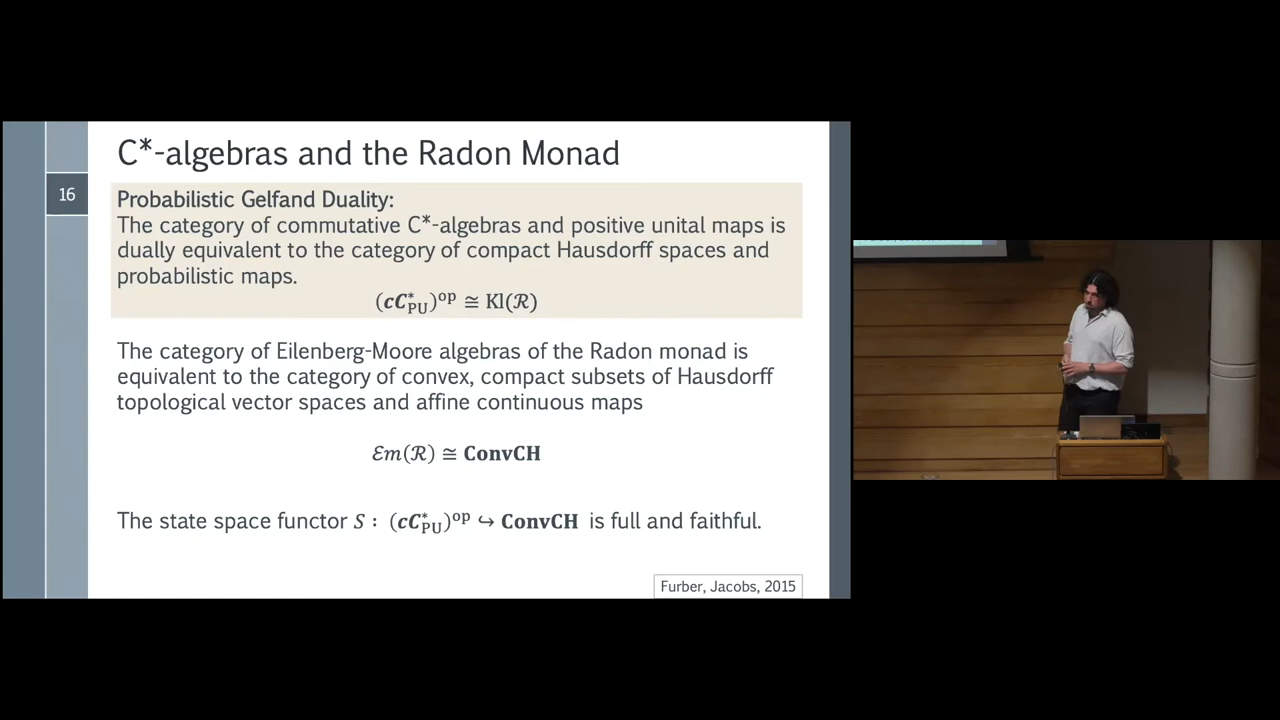 C*-algebras and the Radon Monad
16
Probabilistic Gelfand Duality:
The category of commutative C*-algebras and positive unital maps is
dually equivalent to the category of compact Hausdorff spaces and
probabilistic maps.
(cC*PU)op ≅ Kl(ℛ)
The category of Eilenberg-Moore algebras of the Radon monad is
equivalent to the category of convex, compact subsets of Hausdorff
topological vector spaces and affine continuous maps
ℰm(ℛ) ≅ ConvCH
The state space functor S : (cC*PU)op ↪ ConvCH is full and faithful.
Furber, Jacobs, 2015